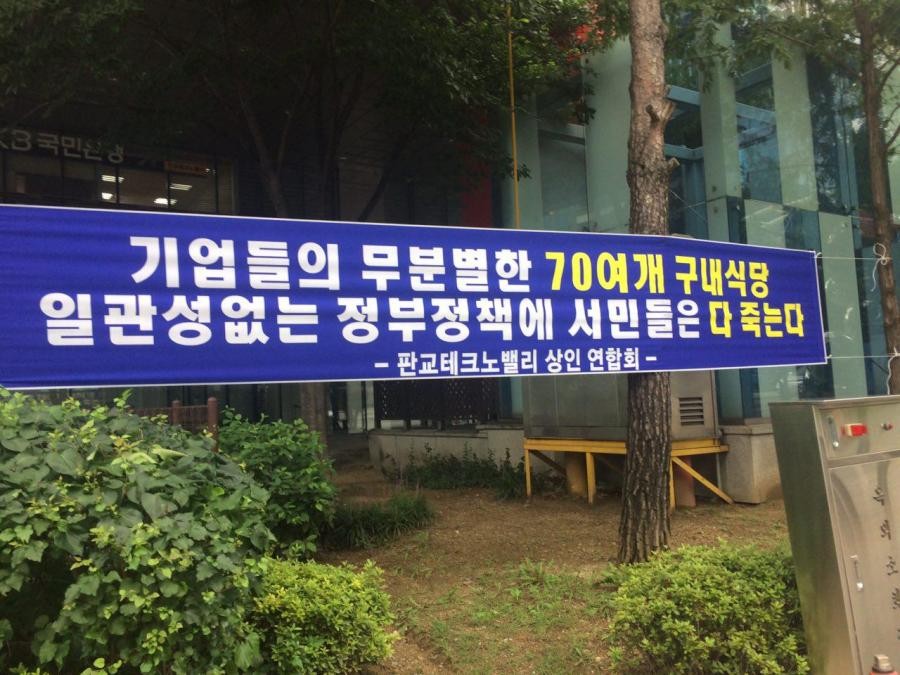 KB국민은행
기업들의 무분별한 70여개 구내식당
일관성없는 정부정책에 서민들은 다 죽는다
- 판교테크노밸리 상인 연합회 -